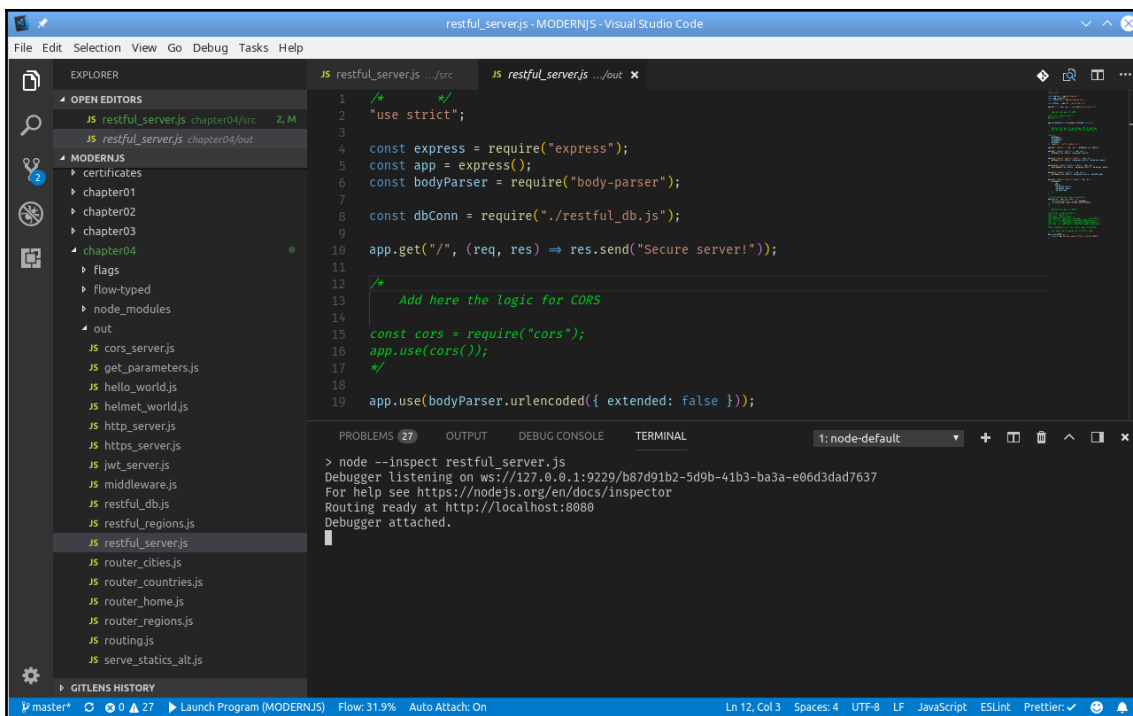 restful_server.js - MODERNJS - Visual Studio Code
File Edit Selection View Go Debug Tasks Help
EXPLORER
OPEN EDITORS
JS restful_server.js chapter04/src 2, M
JS restful_server.js chapter04/out
MODERNJS
certificates
chapter01
chapter02
chapter03
chapter04
flags
flow-typed
node_modules
out
JS cors_server.js
JS get_parameters.js
JS hello_world.js
JS helmet_world.js
JS http_server.js
JS https_server.js
JS jwt_server.js
JS middleware.js
JS restful_db.js
JS restful_regions.js
JS restful_server.js
JS router_cities.js
JS router_countries.js
JS router_home.js
JS router_regions.js
JS routing.js
JS serve_statics_alt.js
GITLENS HISTORY
2
JS restful_server.js .../src JS restful_server.js .../out
1 /* */
2 "use strict";
3
4 const express = require("express");
5 const app = express();
6 const bodyParser = require("body-parser");
7
8 const dbConn = require("./restful_db.js");
9
10 app.get("/", (req, res) => res.send("Secure server!"));
11
12 /*
13 Add here the logic for CORS
14
15 const cors = require("cors");
16 app.use(cors());
17 */
18
19 app.use(bodyParser.urlencoded({ extended: false }));
PROBLEMS 27 OUTPUT DEBUG CONSOLE TERMINAL 1: node-default
> node --inspect restful_server.js
Debugger listening on ws://127.0.0.1:9229/b87d91b2-5d9b-41b3-ba3a-e06d3dad7637
For help see https://nodejs.org/en/docs/inspector
Routing ready at http://localhost:8080
Debugger attached.
master* 0 27 Launch Program (MODERNJS) Flow: 31.9% Auto Attach: On Ln 12, Col 3 Spaces: 4 UTF-8 LF JavaScript ESLint Prettier: ✓